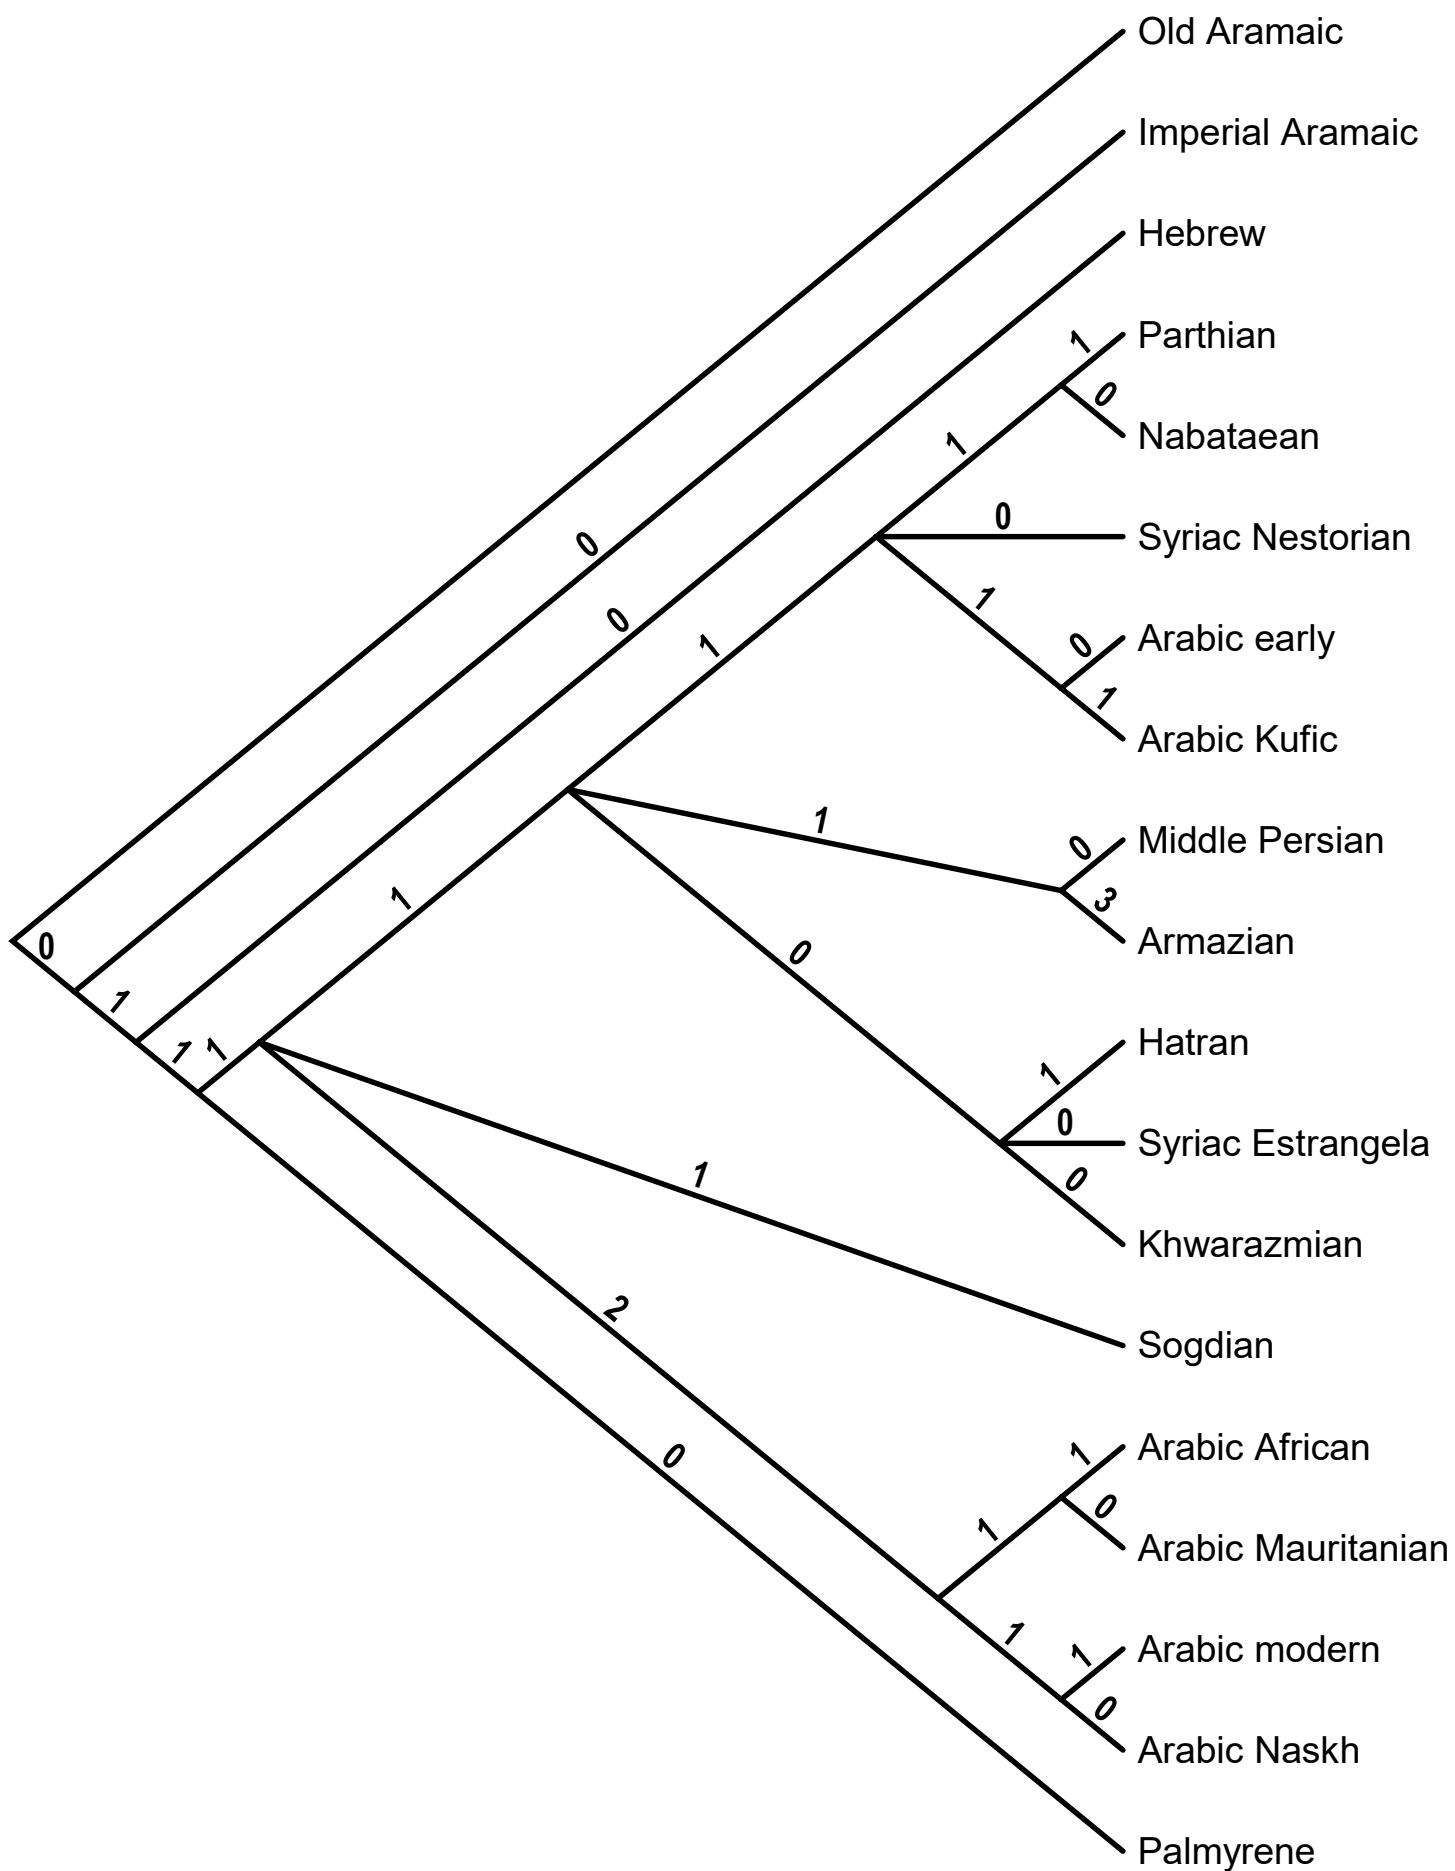 Old Aramaic
Imperial Aramaic
Hebrew
1
Parthian
0
1
Nabataean
0
Syriac Nestorian
0
1
0
1
0
Arabic early
1
Arabic Kufic
1
0
Middle Persian
1
3
Armazian
0
0
1
1
1
1
Hatran
0
Syriac Estrangela
1
0
Khwarazmian
2
Sogdian
0
1
Arabic African
0
1
Arabic Mauritanian
1
1
Arabic modern
0
Arabic Naskh
Palmyrene